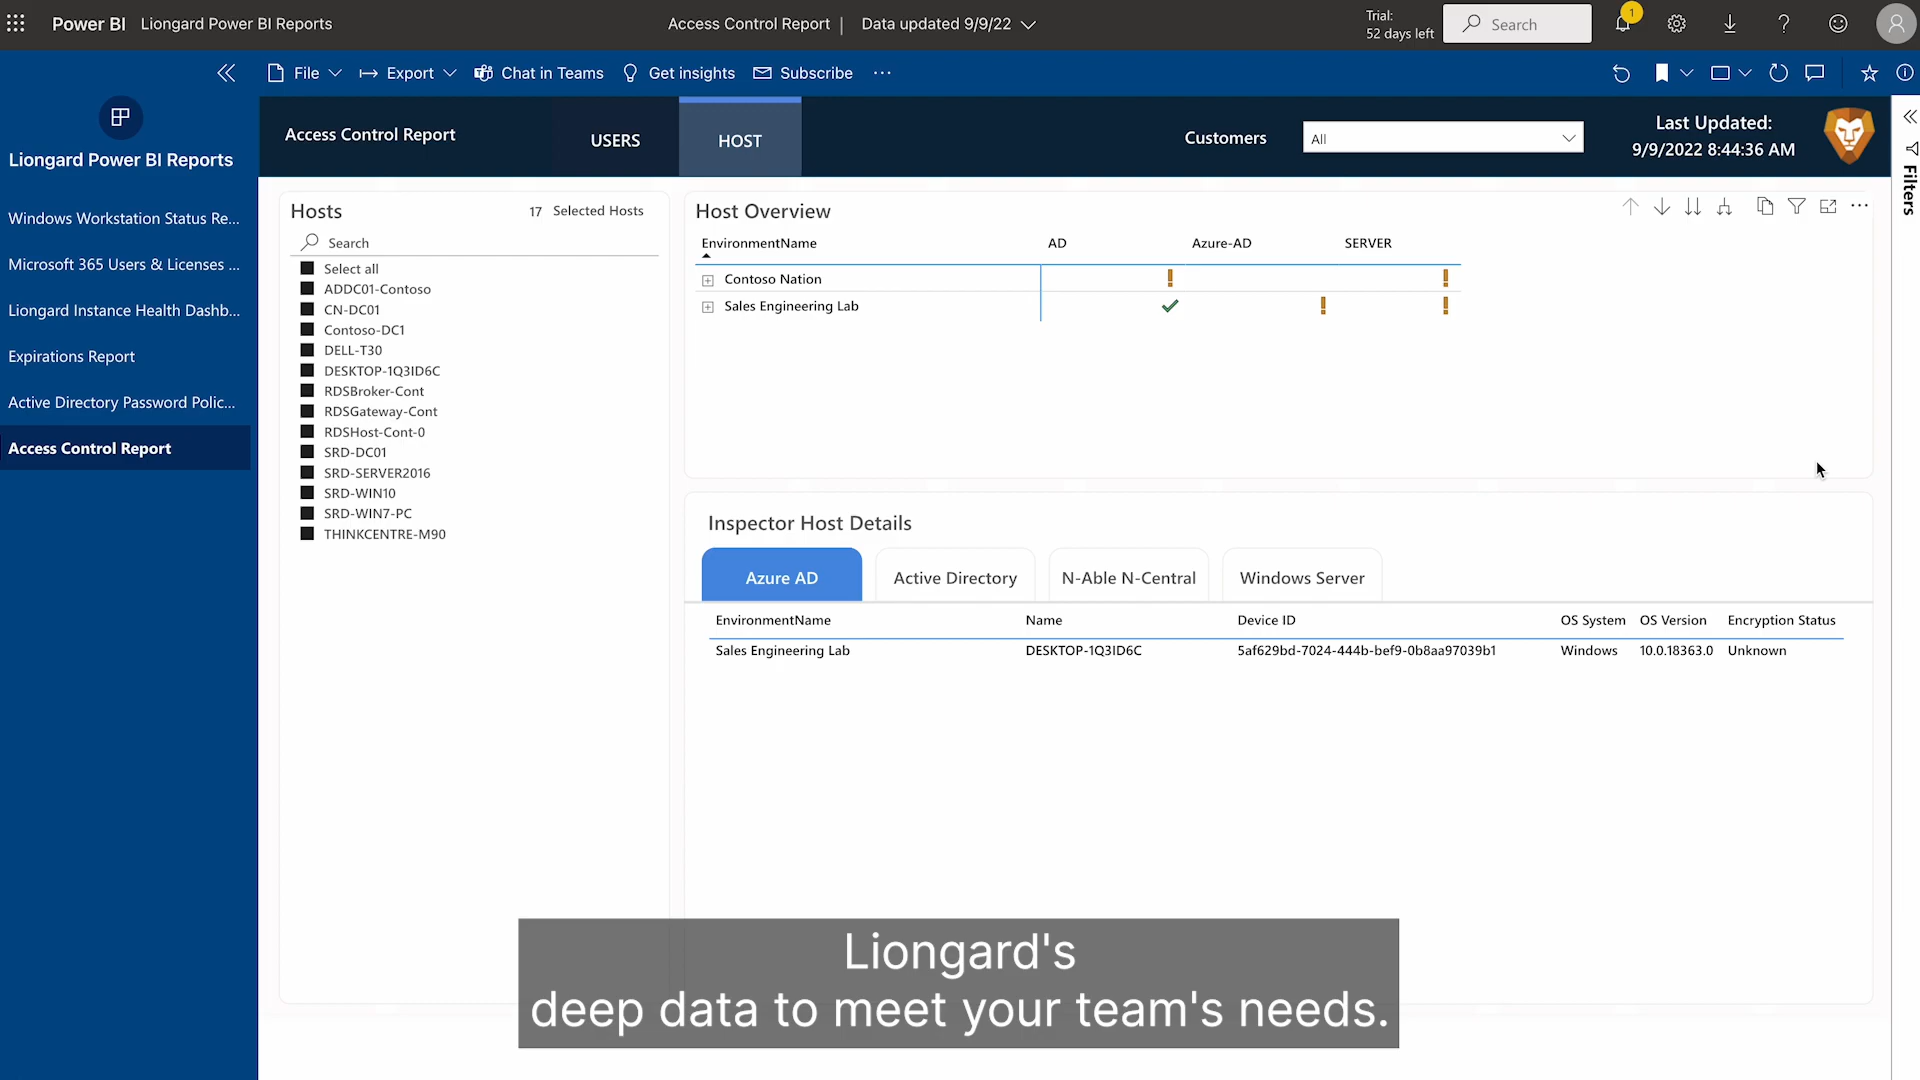 Power BI Liongard Power BI Reports
Access Control Report | Data updated 9/9/22
Trial:
52 days left
Search
1
File Export Chat in Teams Get insights Subscribe ...
Liongard Power BI Reports
Windows Workstation Status Re...
Microsoft 365 Users & Licenses ...
Liongard Instance Health Dashb...
Expirations Report
Active Directory Password Polic...
Access Control Report
Access Control Report
USERS
HOST
Customers
All
Last Updated:
9/9/2022 8:44:36 AM
Filters
Hosts
17 Selected Hosts
Search
Select all
ADDC01-Contoso
CN-DC01
Contoso-DC1
DELL-T30
DESKTOP-1Q3ID6C
RDSBroker-Cont
RDSGateway-Cont
RDSHost-Cont-0
SRD-DC01
SRD-SERVER2016
SRD-WIN10
SRD-WIN7-PC
THINKCENTRE-M90
Host Overview
EnvironmentName AD Azure-AD SERVER
Contoso Nation
Sales Engineering Lab
Inspector Host Details
Azure AD Active Directory N-Able N-Central Windows Server
EnvironmentName Name Device ID OS System OS Version Encryption Status
Sales Engineering Lab DESKTOP-1Q3ID6C 5af629bd-7024-444b-bef9-0b8aa97039b1 Windows 10.0.18363.0 Unknown
Liongard's
deep data to meet your team's needs.